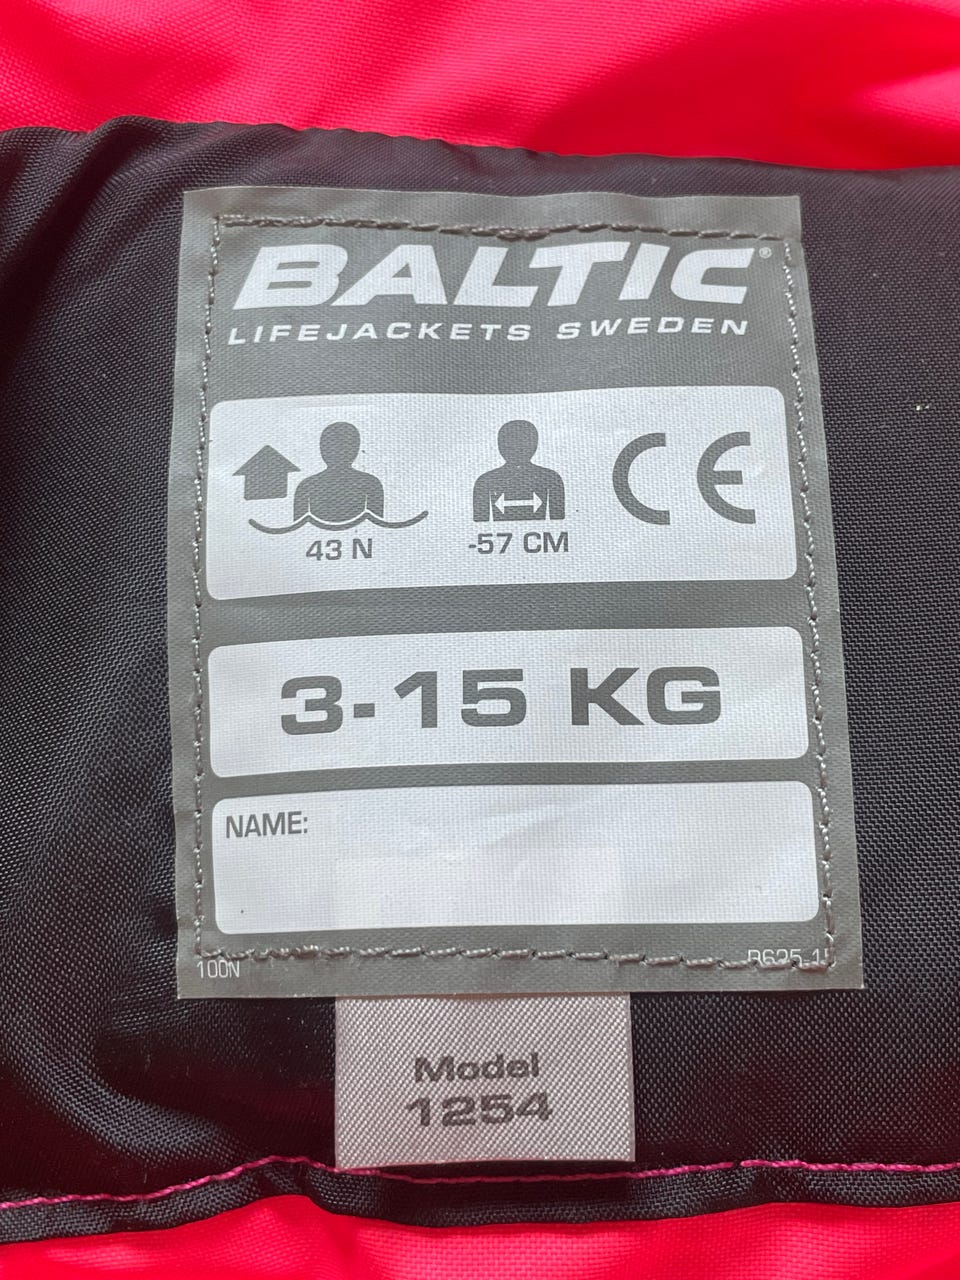 BALTIC®
LIFEJACKETS SWEDEN
43 N
-57 CM
CE
3-15 KG
NAME:
100N
Model
1254